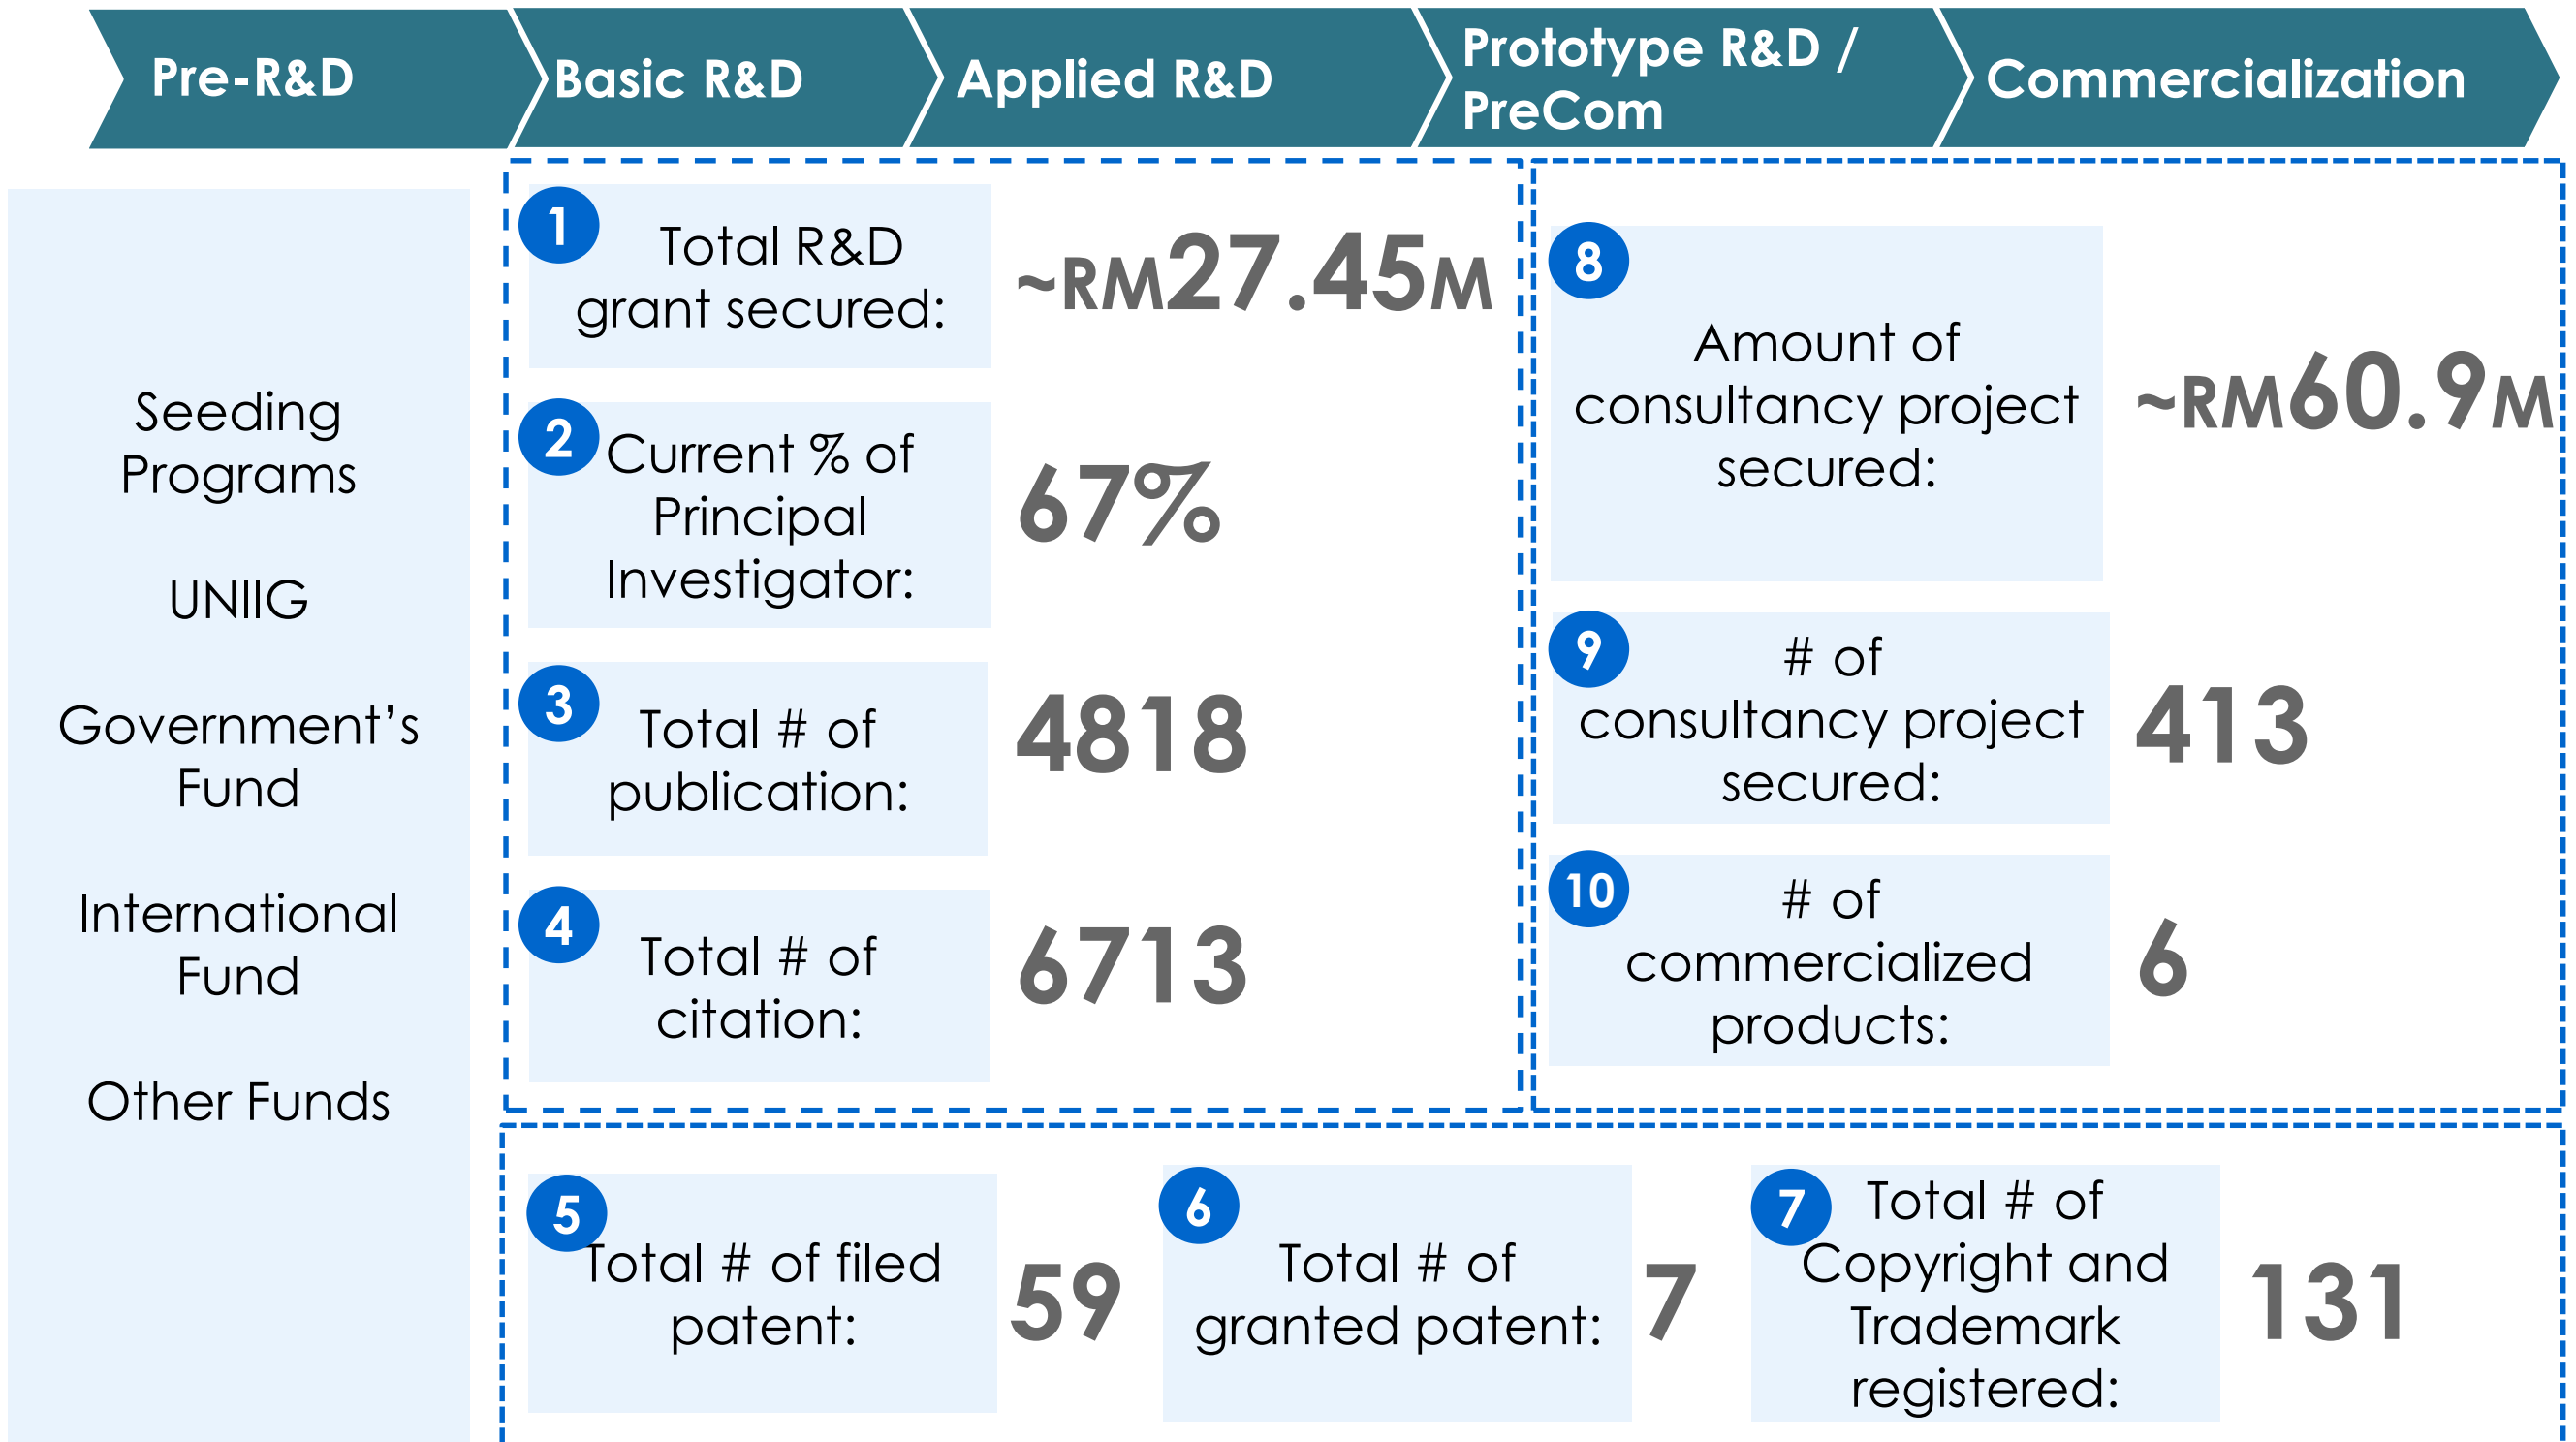 Pre-R&D
Basic R&D
Applied R&D
Prototype R&D /
PreCom
Commercialization
Seeding
Programs
UNIIG
Government’s
Fund
International
Fund
Other Funds
1
Total R&D
grant secured:
~RM27.45M
2
Current % of
Principal
Investigator:
67%
3
Total # of
publication:
4818
4
Total # of
citation:
6713
8
Amount of
consultancy project
secured:
~RM60.9M
9
# of
consultancy project
secured:
413
10
# of
commercialized
products:
6
5
Total # of filed
patent:
59
6
Total # of
granted patent:
7
7
Total # of
Copyright and
Trademark
registered:
131